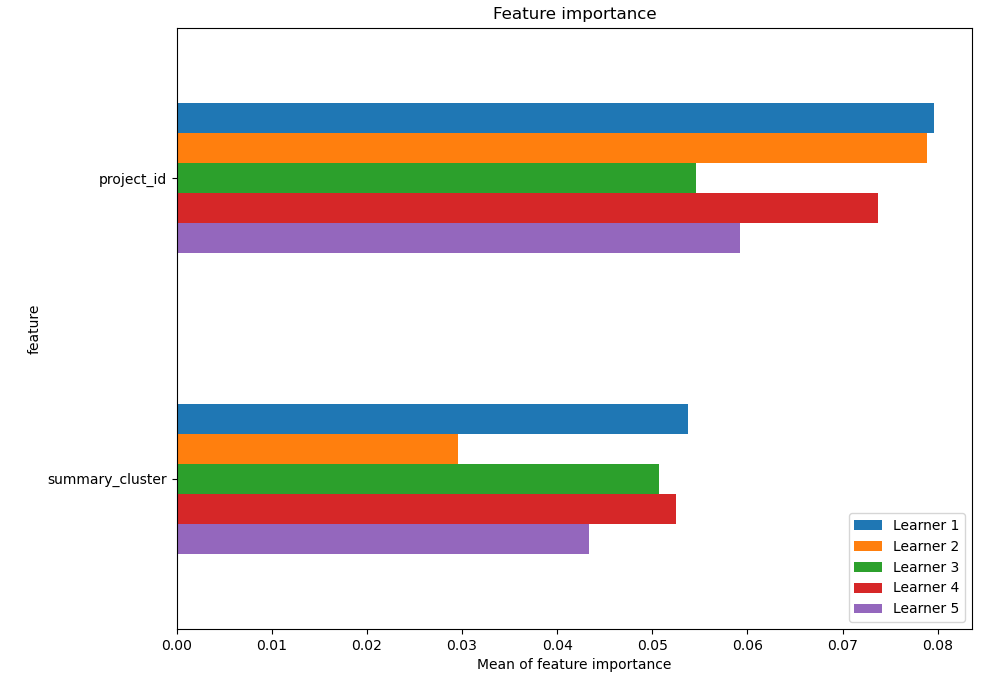 Feature importance
project_id
feature
summary_cluster
Learner 1
Learner 2
Learner 3
Learner 4
Learner 5
0.00 0.01 0.02 0.03 0.04 0.05 0.06 0.07 0.08
Mean of feature importance